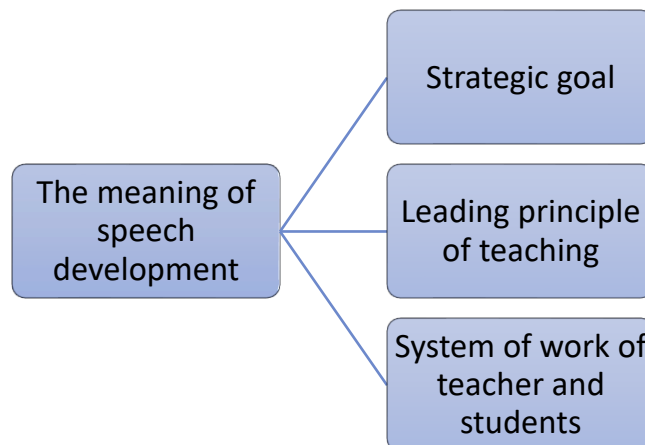 The meaning of
speech
development
Strategic goal
Leading principle
of teaching
System of work of
teacher and
students